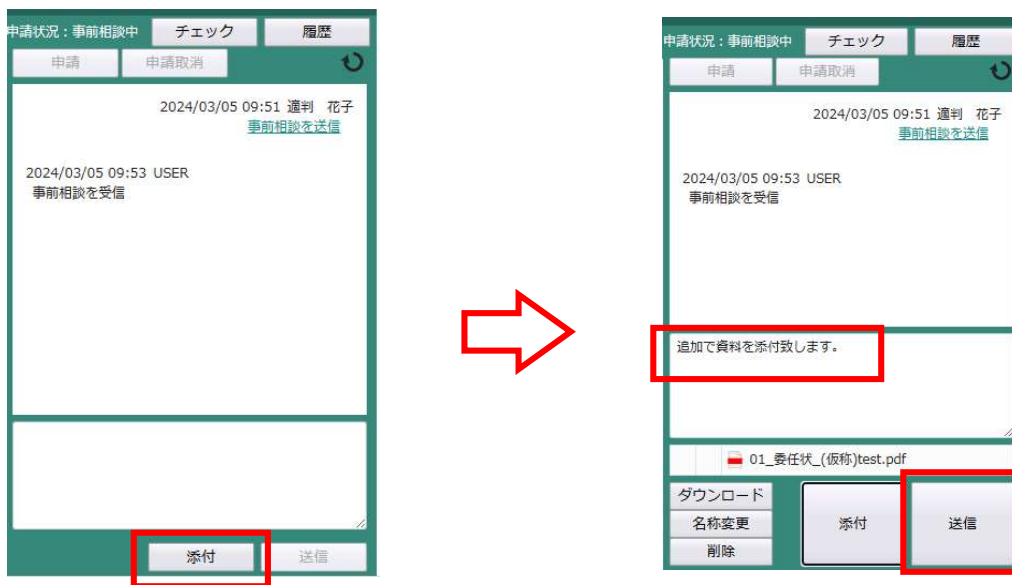 申請状況：事前相談中 チェック 履歴
申請 申請取消
2024/03/05 09:51 適判 花子
事前相談を送信
2024/03/05 09:53 USER
事前相談を受信
添付 送信
申請状況：事前相談中 チェック 履歴
申請 申請取消
2024/03/05 09:51 適判 花子
事前相談を送信
2024/03/05 09:53 USER
事前相談を受信
追加で資料を添付致します。
01_委任状_(仮称)test.pdf
ダウンロード
名称変更
削除
添付 送信